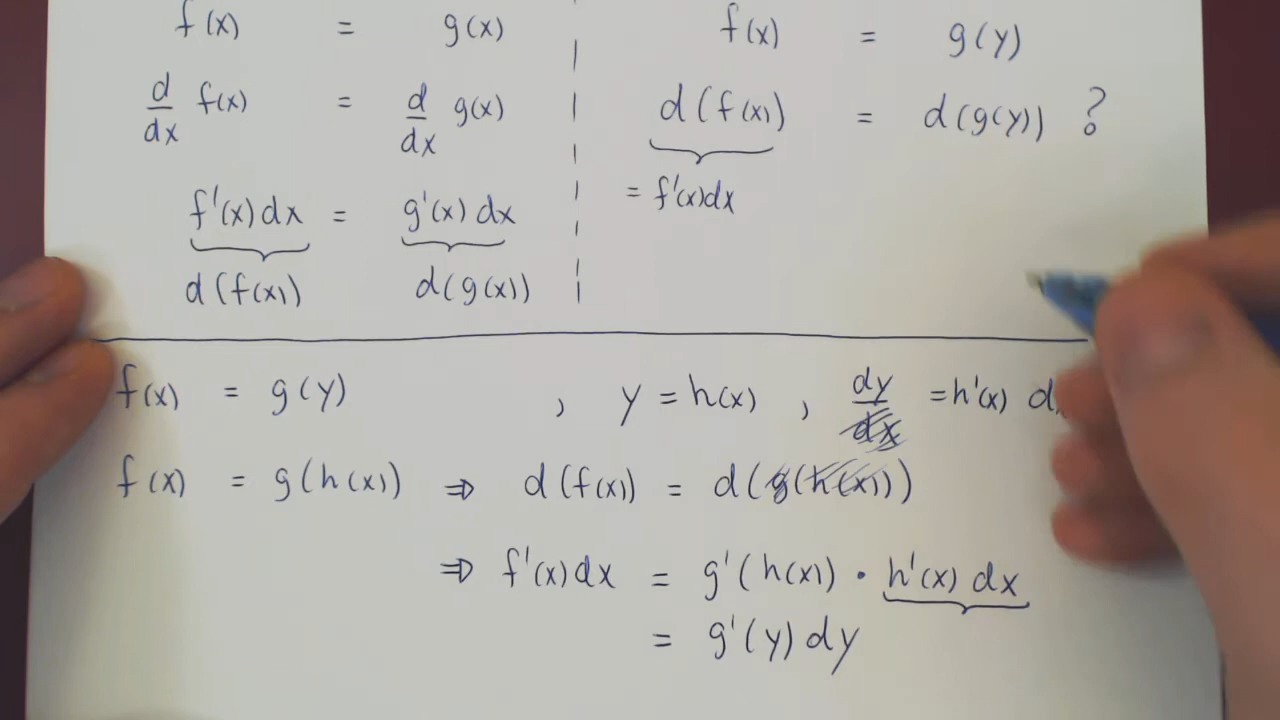 f(x) = g(x)
d/dx f(x) = d/dx g(x)
f'(x)dx = g'(x)dx
d(f(x)) d(g(x))
f(x) = g(y)
d(f(x)) = d(g(y)) ?
= f'(x)dx
f(x) = g(y) , y = h(x) , dy/dx = h'(x) d
f(x) = g(h(x)) ⇒ d(f(x)) = d(g(h(x)))
⇒ f'(x)dx = g'(h(x)) · h'(x) dx
= g'(y)dy